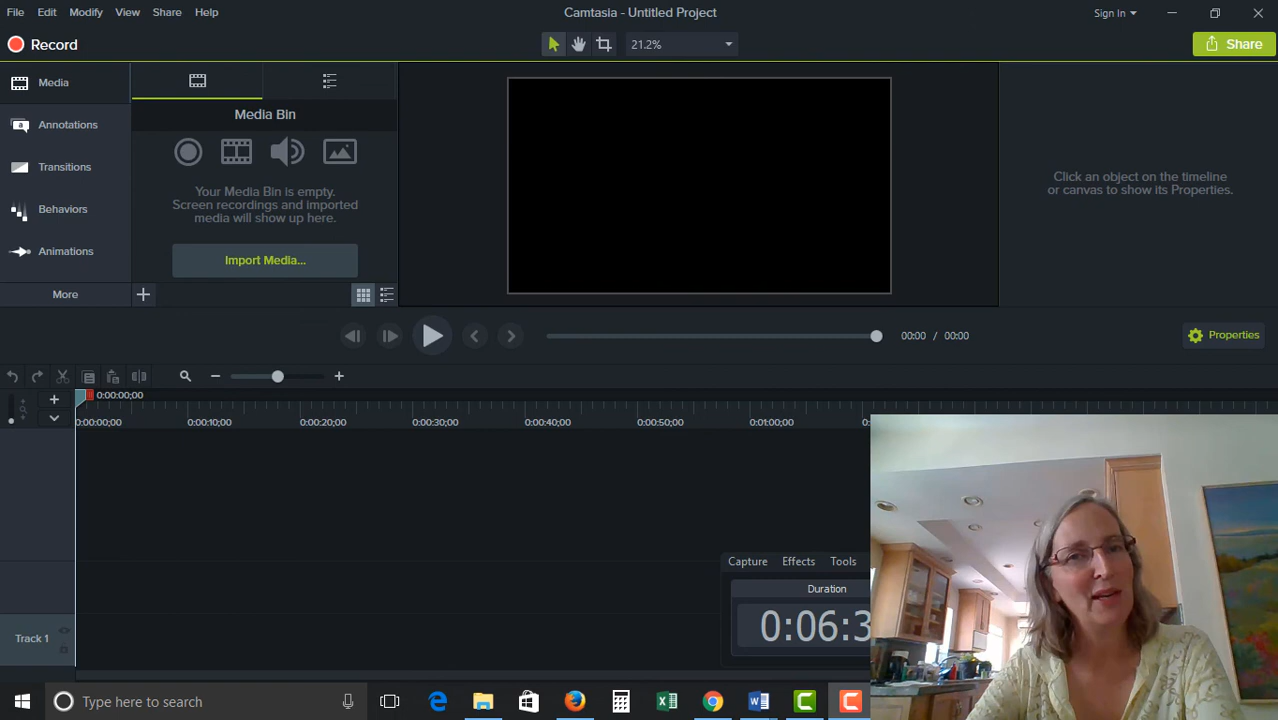 File Edit Modify View Share Help
Camtasia - Untitled Project
Sign In
Record
21.2%
Share
Media
Annotations
Transitions
Behaviors
Animations
More
Media Bin
Your Media Bin is empty.
Screen recordings and imported
media will show up here.
Import Media...
Click an object on the timeline
or canvas to show its Properties.
00:00 / 00:00
Properties
0:00:00;00
0:00:00;00 0:00:10;00 0:00:20;00 0:00:30;00 0:00:40;00 0:00:50;00 0:01:00;00
Capture Effects Tools
Duration
0:06:3
Track 1
Type here to search